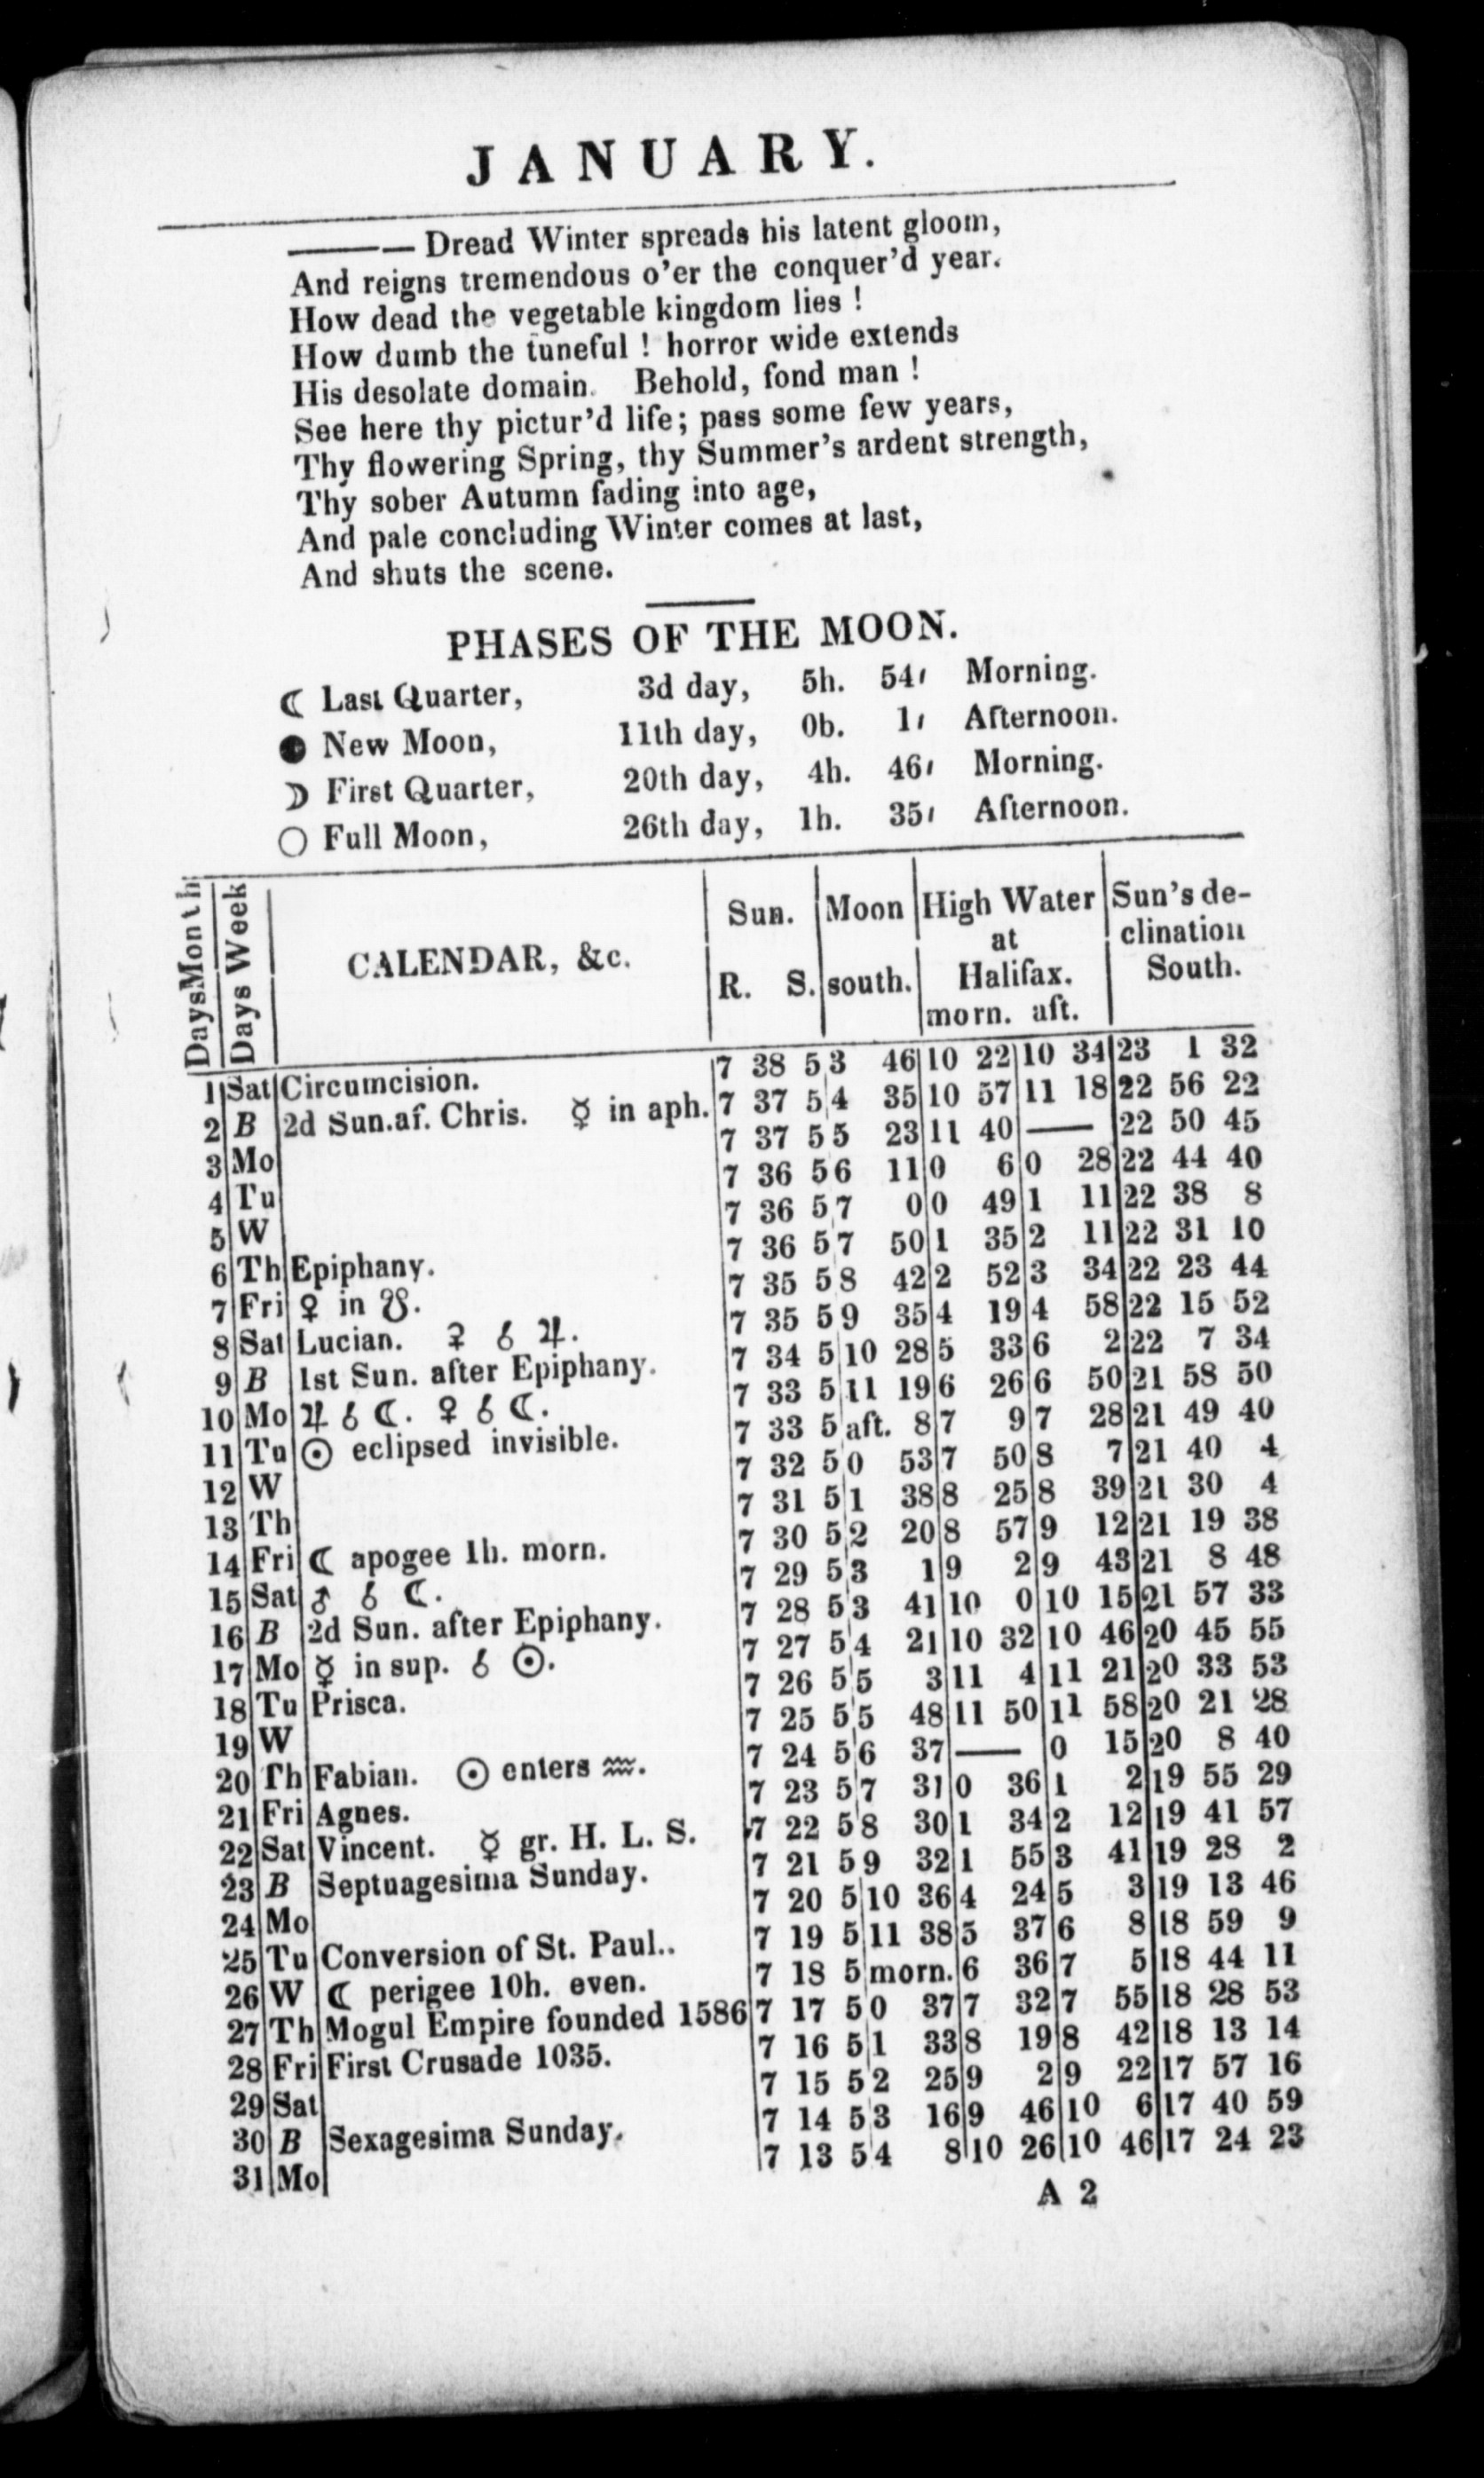 JANUARY.
——— Dread Winter spreads his latent gloom,
And reigns tremendous o'er the conquer'd year.
How dead the vegetable kingdom lies !
How dumb the tuneful ! horror wide extends
His desolate domain. Behold, fond man !
See here thy pictur'd life; pass some few years,
Thy flowering Spring, thy Summer's ardent strength,
Thy sober Autumn fading into age,
And pale concluding Winter comes at last,
And shuts the scene.
PHASES OF THE MOON.
☾ Last Quarter, 3d day, 5h. 54′ Morning.
● New Moon, 11th day, 0h. 1′ Afternoon.
☽ First Quarter, 20th day, 4h. 46′ Morning.
○ Full Moon, 26th day, 1h. 35′ Afternoon.
Days Month Days Week CALENDAR, &c. Sun. R. S. Moon south. High Water at Halifax. morn. aft. Sun's declination South.
1 Sat Circumcision. 7 38 5 3 46 10 22 10 34 23 1 32
2 B 2d Sun.af. Chris. ☿ in aph. 7 37 5 4 35 10 57 11 18 22 56 22
3 Mo 7 37 5 5 23 11 40 —— 22 50 45
4 Tu 7 36 5 6 11 0 6 0 28 22 44 40
5 W 7 36 5 7 0 0 49 1 11 22 38 8
6 Th Epiphany. 7 36 5 7 50 1 35 2 11 22 31 10
7 Fri ♀ in ☋. 7 35 5 8 42 2 52 3 34 22 23 44
8 Sat Lucian. ♀ ☌ ♃. 7 35 5 9 35 4 19 4 58 22 15 52
9 B 1st Sun. after Epiphany. 7 34 5 10 28 5 33 6 2 22 7 34
10 Mo ♃ ☌ ☾. ♀ ☌ ☾. 7 33 5 11 19 6 26 6 50 21 58 50
11 Tu ☉ eclipsed invisible. 7 33 5 aft. 8 7 9 7 28 21 49 40
12 W 7 32 5 0 53 7 50 8 7 21 40 4
13 Th 7 31 5 1 38 8 25 8 39 21 30 4
14 Fri ☾ apogee 1h. morn. 7 30 5 2 20 8 57 9 12 21 19 38
15 Sat ♂ ☌ ☾. 7 29 5 3 1 9 2 9 43 21 8 48
16 B 2d Sun. after Epiphany. 7 28 5 3 41 10 0 10 15 21 57 33
17 Mo ☿ in sup. ☌ ☉. 7 27 5 4 21 10 32 10 46 20 45 55
18 Tu Prisca. 7 26 5 5 3 11 4 11 21 20 33 53
19 W 7 25 5 5 48 11 50 11 58 20 21 28
20 Th Fabian. ☉ enters ♒. 7 24 5 6 37 —— 0 15 20 8 40
21 Fri Agnes. 7 23 5 7 31 0 36 1 2 19 55 29
22 Sat Vincent. ☿ gr. H. L. S. 7 22 5 8 30 1 34 2 12 19 41 57
23 B Septuagesima Sunday. 7 21 5 9 32 1 55 3 41 19 28 2
24 Mo 7 20 5 10 36 4 24 5 3 19 13 46
25 Tu Conversion of St. Paul.. 7 19 5 11 38 5 37 6 8 18 59 9
26 W ☾ perigee 10h. even. 7 18 5 morn. 6 36 7 5 18 44 11
27 Th Mogul Empire founded 1586 7 17 5 0 37 7 32 7 55 18 28 53
28 Fri First Crusade 1035. 7 16 5 1 33 8 19 8 42 18 13 14
29 Sat 7 15 5 2 25 9 2 9 22 17 57 16
30 B Sexagesima Sunday. 7 14 5 3 16 9 46 10 6 17 40 59
31 Mo 7 13 5 4 8 10 26 10 46 17 24 23
A 2